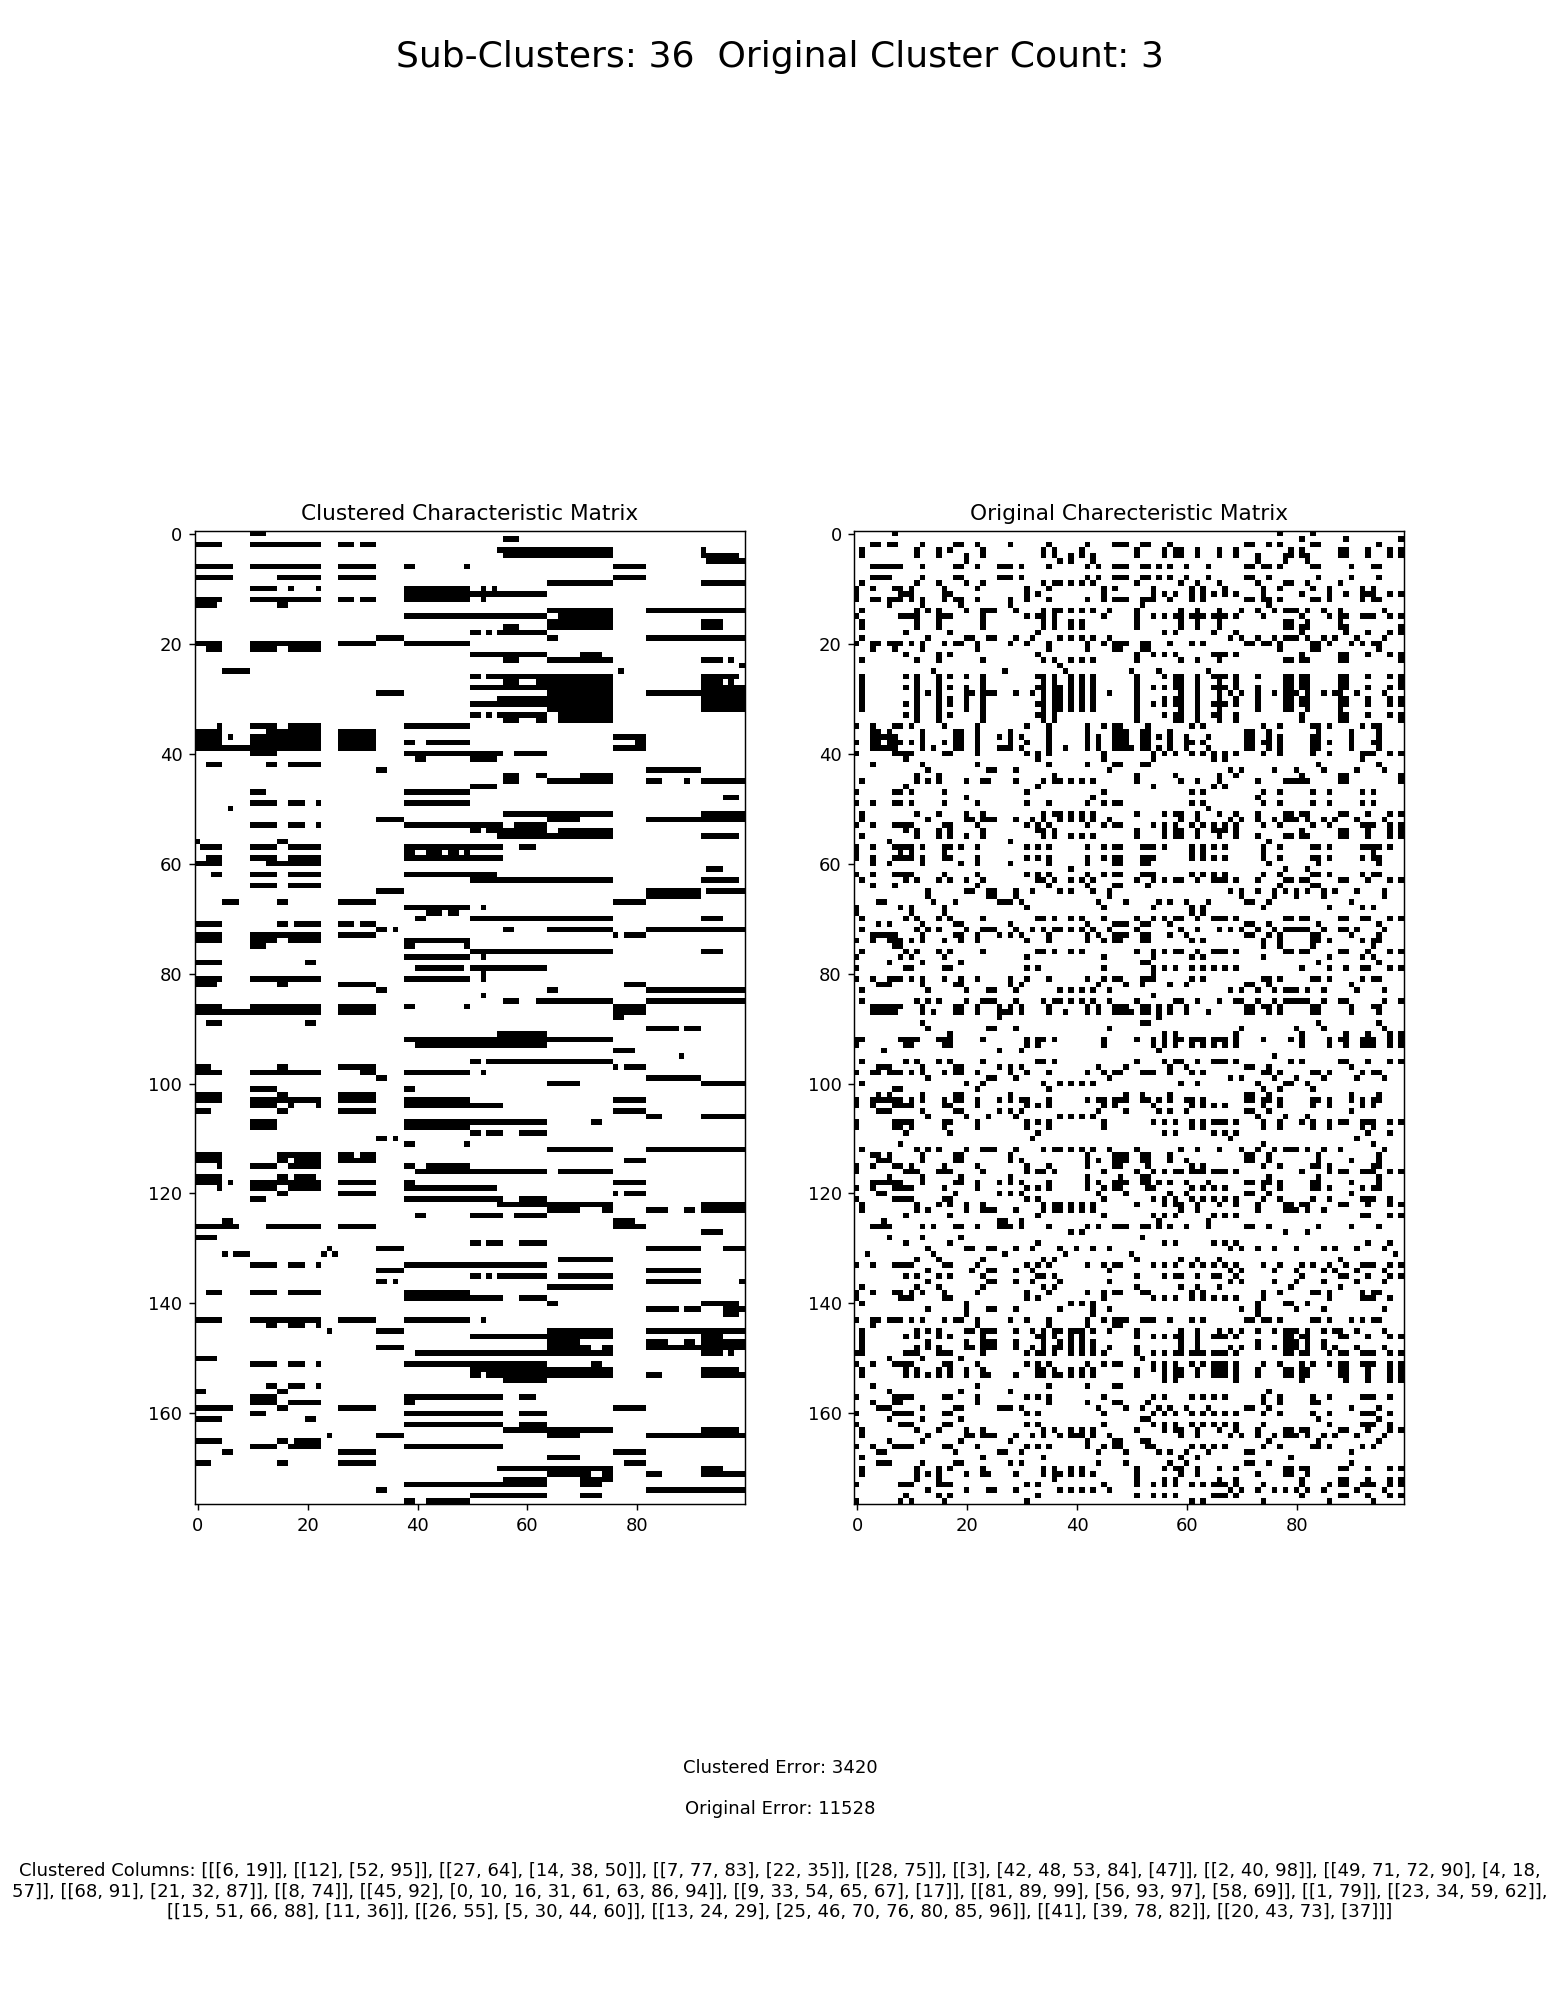 Sub-Clusters: 36  Original Cluster Count: 3
Clustered Characteristic Matrix
Original Charecteristic Matrix
0
20
40
60
80
100
120
140
160
0 20 40 60 80
0
20
40
60
80
100
120
140
160
0 20 40 60 80
Clustered Error: 3420
Original Error: 11528
Clustered Columns: [[[6, 19]], [[12], [52, 95]], [[27, 64], [14, 38, 50]], [[7, 77, 83], [22, 35]], [[28, 75]], [[3], [42, 48, 53, 84], [47]], [[2, 40, 98]], [[49, 71, 72, 90], [4, 18,
57]], [[68, 91], [21, 32, 87]], [[8, 74]], [[45, 92], [0, 10, 16, 31, 61, 63, 86, 94]], [[9, 33, 54, 65, 67], [17]], [[81, 89, 99], [56, 93, 97], [58, 69]], [[1, 79]], [[23, 34, 59, 62]],
[[15, 51, 66, 88], [11, 36]], [[26, 55], [5, 30, 44, 60]], [[13, 24, 29], [25, 46, 70, 76, 80, 85, 96]], [[41], [39, 78, 82]], [[20, 43, 73], [37]]]